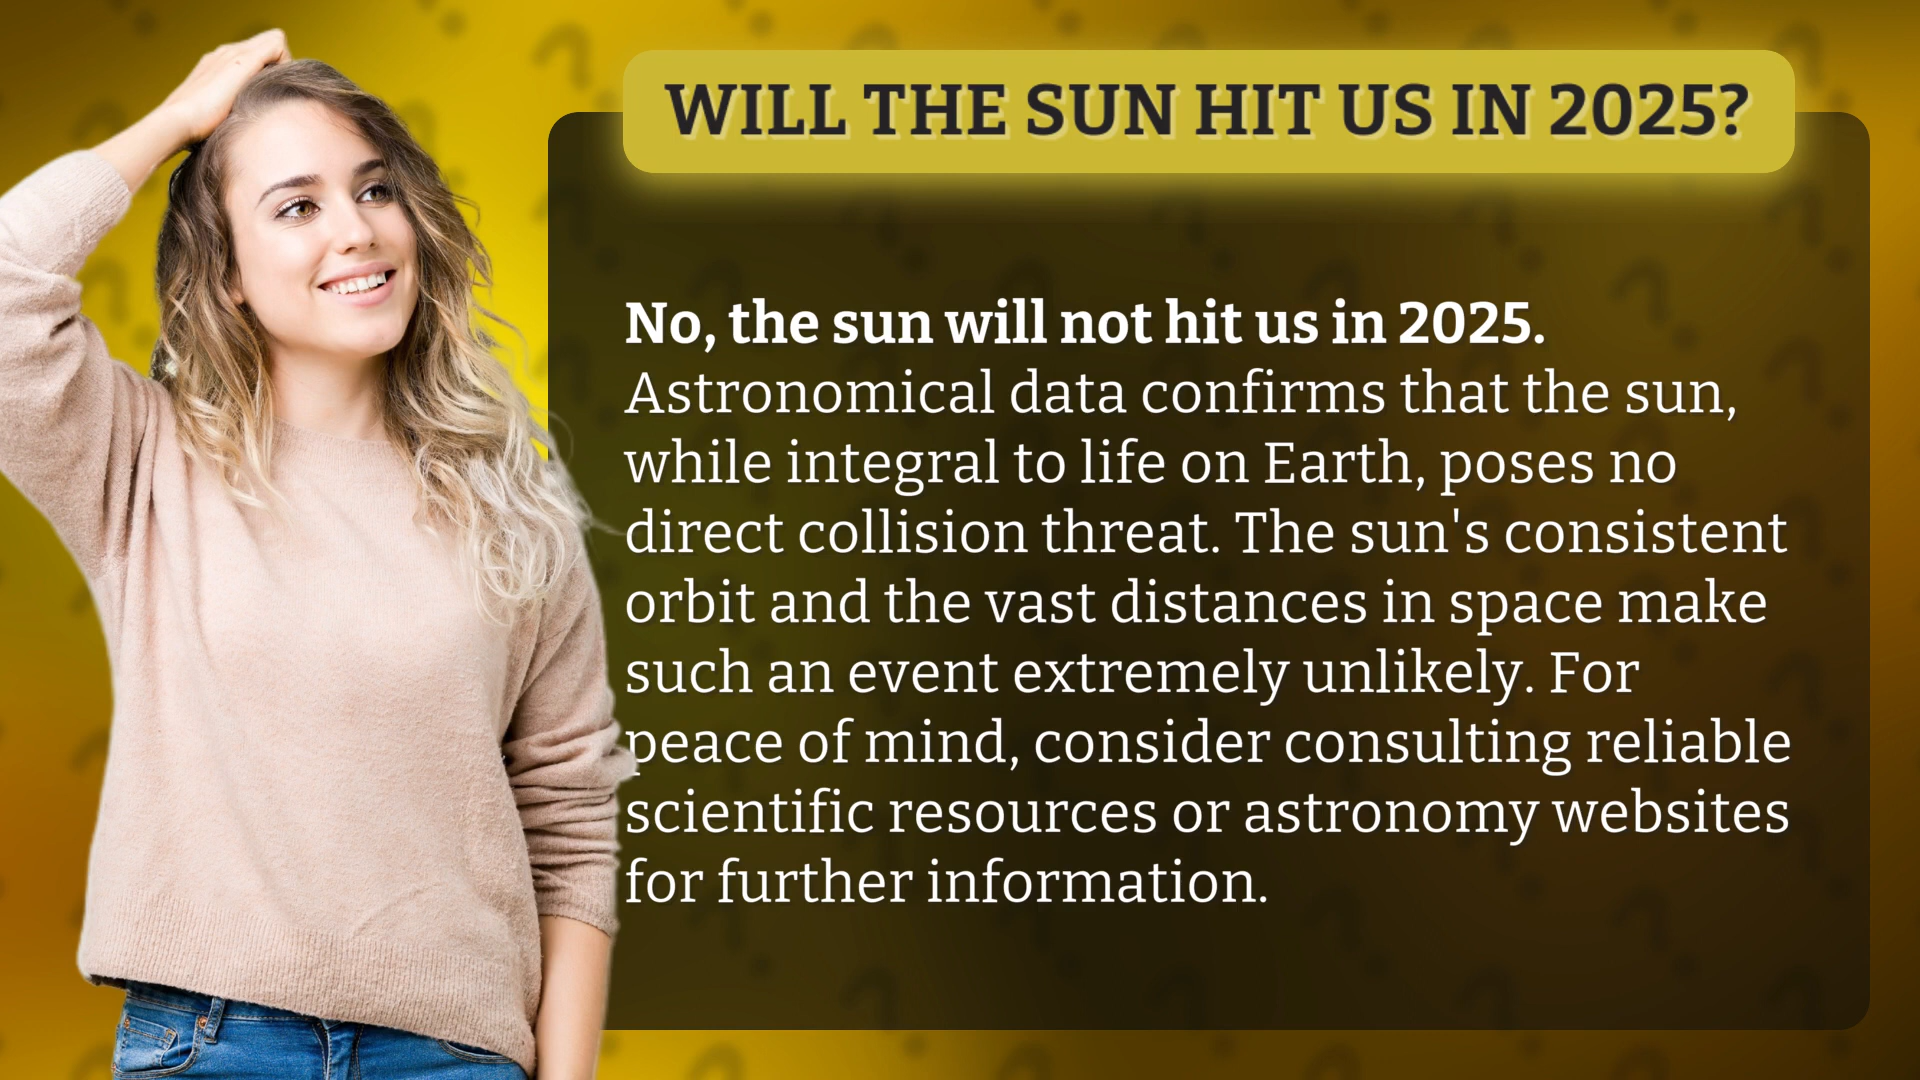 WILL THE SUN HIT US IN 2025?
No, the sun will not hit us in 2025.
Astronomical data confirms that the sun,
while integral to life on Earth, poses no
direct collision threat. The sun's consistent
orbit and the vast distances in space make
such an event extremely unlikely. For
peace of mind, consider consulting reliable
scientific resources or astronomy websites
for further information.